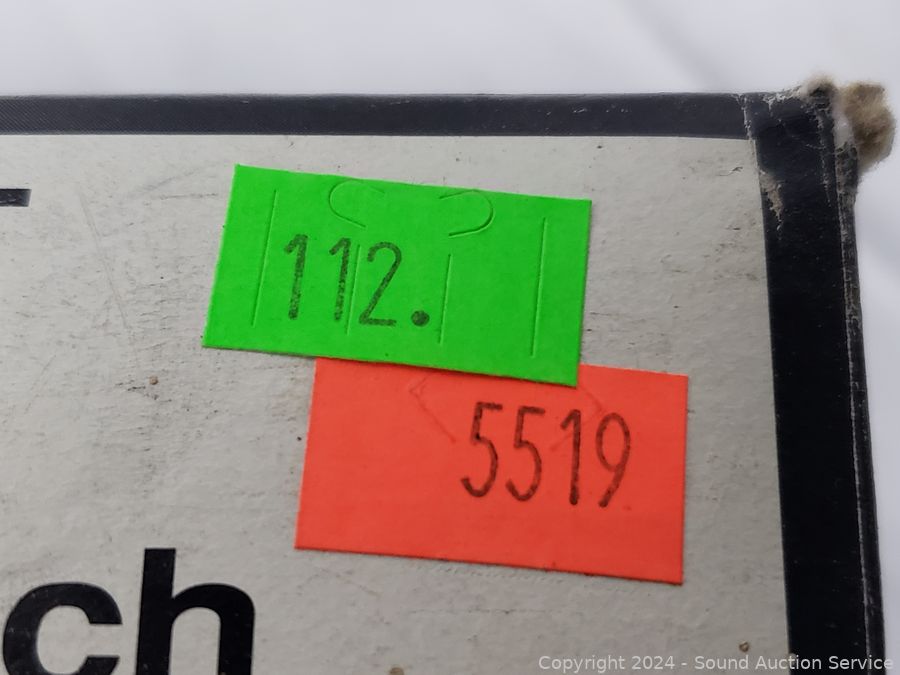 112.
5519
ch
Copyright 2024 - Sound Auction Service